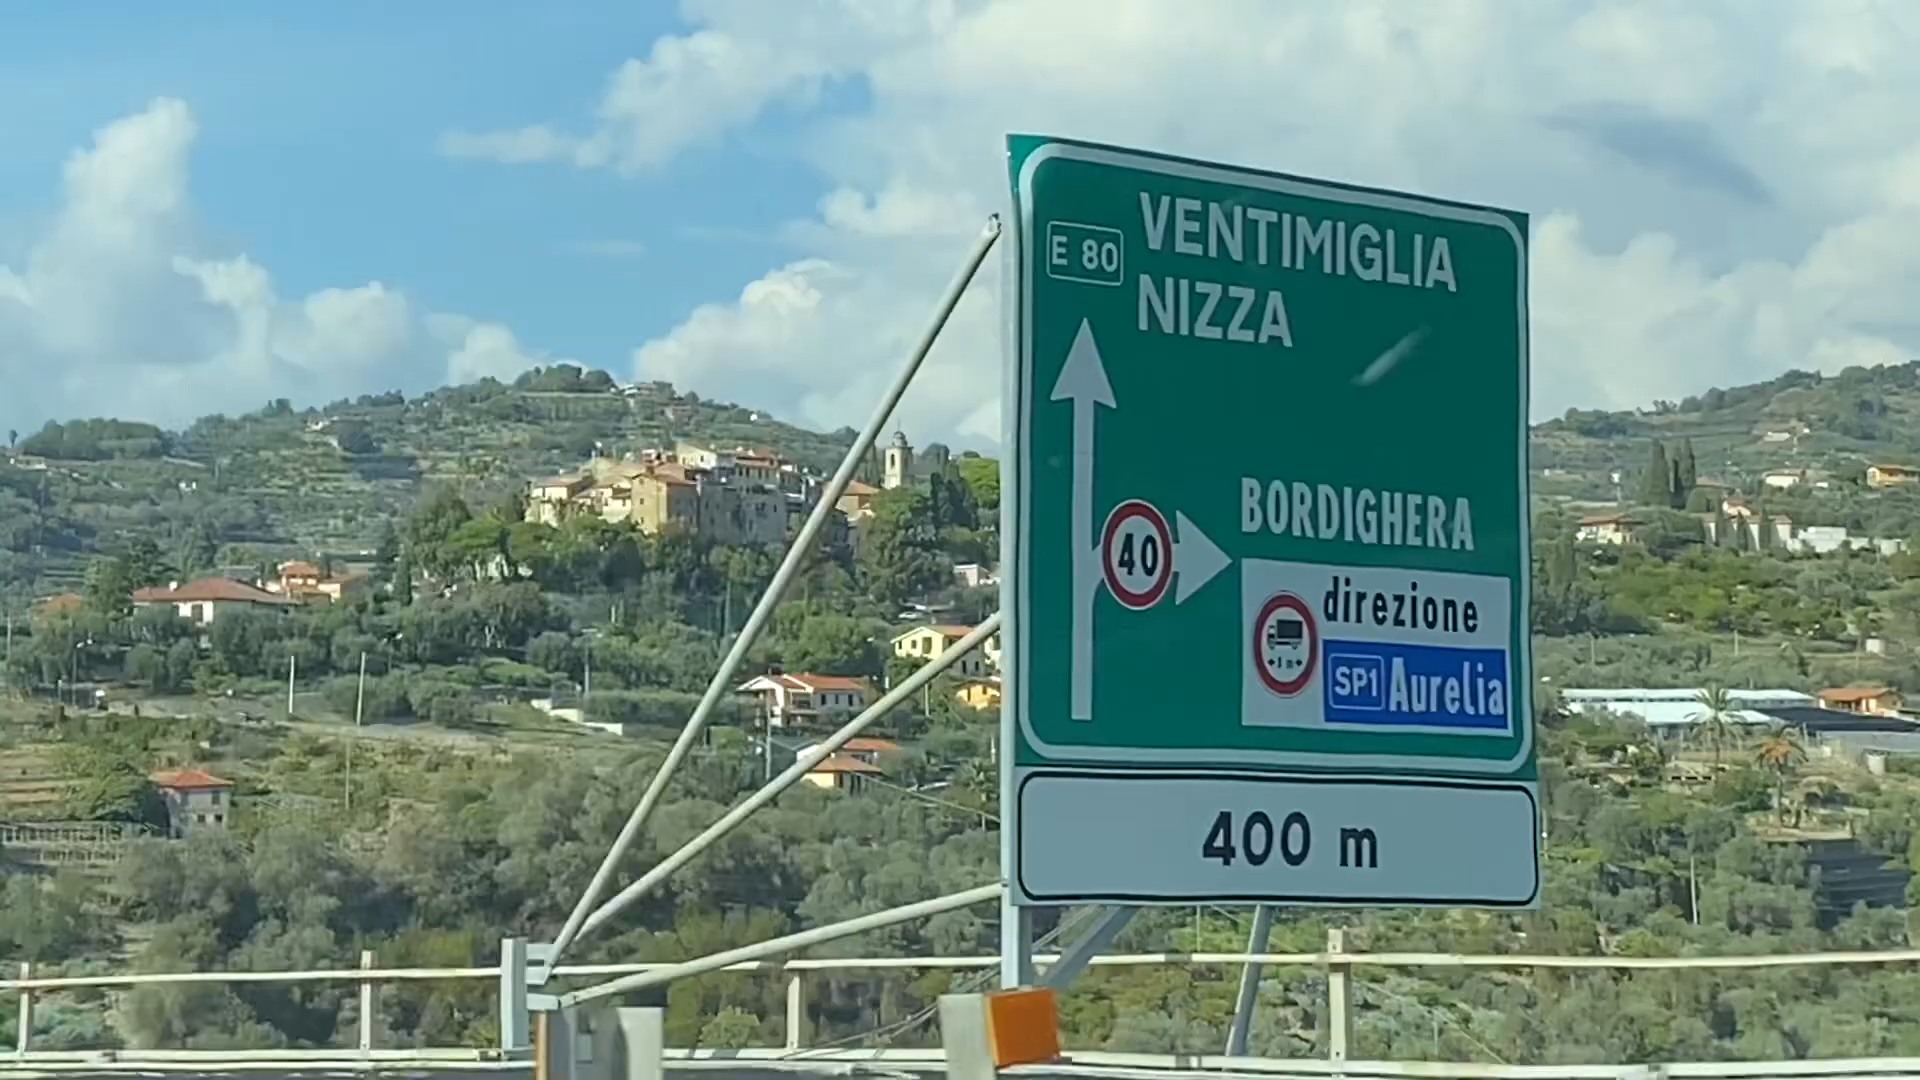 E 80 VENTIMIGLIA
NIZZA
BORDIGHERA
40
direzione
SP1 Aurelia
400 m